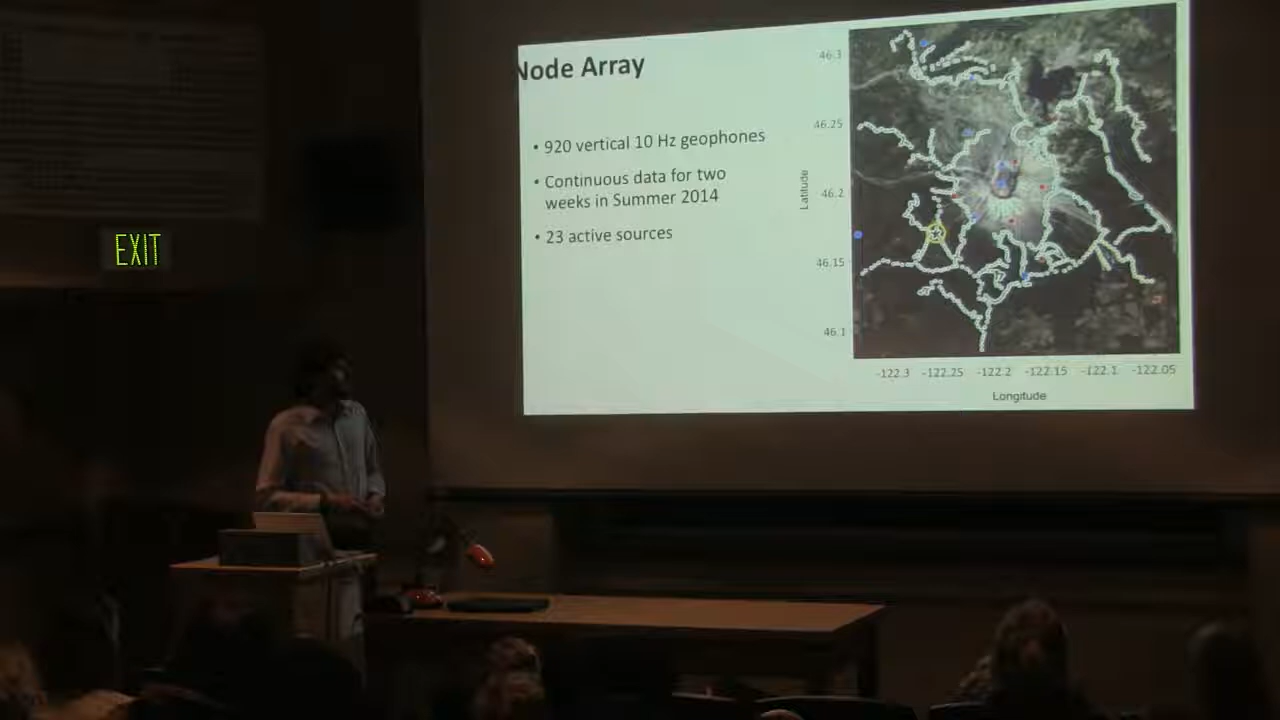 Node Array
• 920 vertical 10 Hz geophones
• Continuous data for two
weeks in Summer 2014
• 23 active sources
46.3
46.25
46.2
46.15
46.1
Latitude
-122.3 -122.25 -122.2 -122.15 -122.1 -122.05
Longitude
EXIT